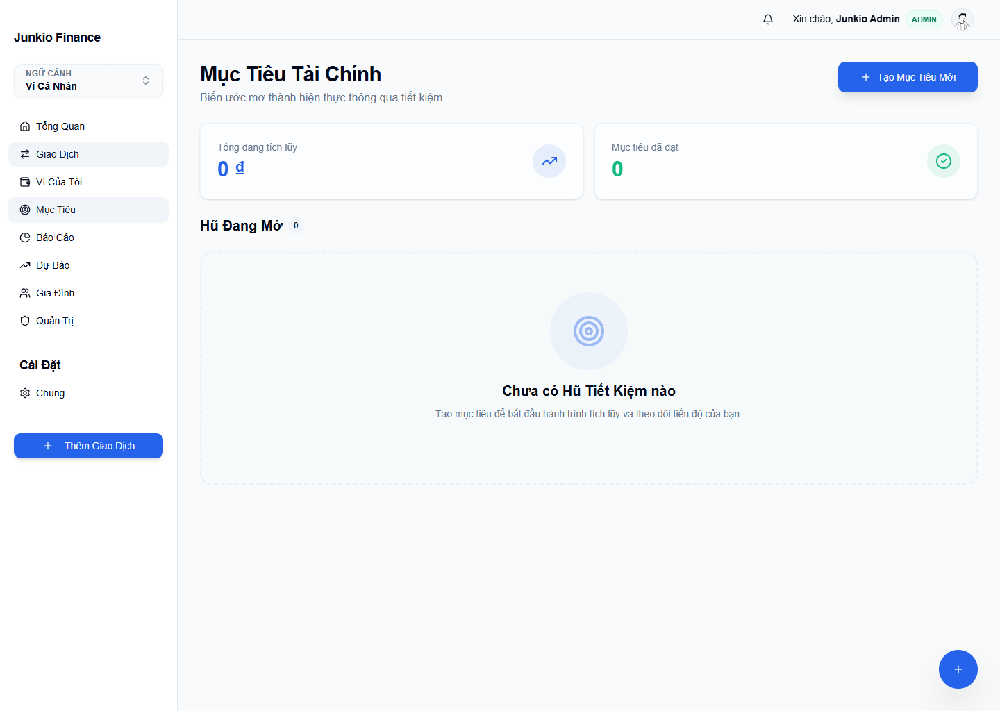 Junkio Finance
NGỮ CẢNH
Ví Cá Nhân
Tổng Quan
Giao Dịch
Ví Của Tôi
Mục Tiêu
Báo Cáo
Dự Báo
Gia Đình
Quản Trị
Cài Đặt
Chung
Thêm Giao Dịch
Xin chào, Junkio Admin ADMIN
Mục Tiêu Tài Chính
Biến ước mơ thành hiện thực thông qua tiết kiệm.
Tạo Mục Tiêu Mới
Tổng đang tích lũy
0 ₫
Mục tiêu đã đạt
0
Hũ Đang Mở 0
Chưa có Hũ Tiết Kiệm nào
Tạo mục tiêu để bắt đầu hành trình tích lũy và theo dõi tiến độ của bạn.